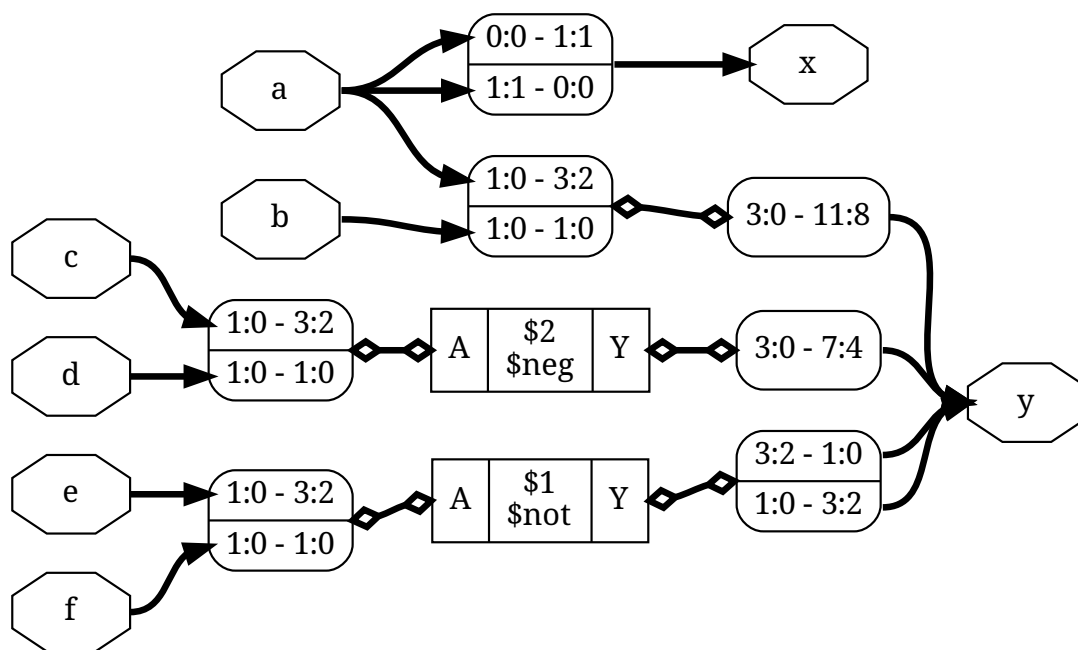 a
0:0 - 1:1
1:1 - 0:0
x
b
1:0 - 3:2
1:0 - 1:0
3:0 - 11:8
c
d
1:0 - 3:2
1:0 - 1:0
A
$2
$neg
Y
3:0 - 7:4
y
e
f
1:0 - 3:2
1:0 - 1:0
A
$1
$not
Y
3:2 - 1:0
1:0 - 3:2